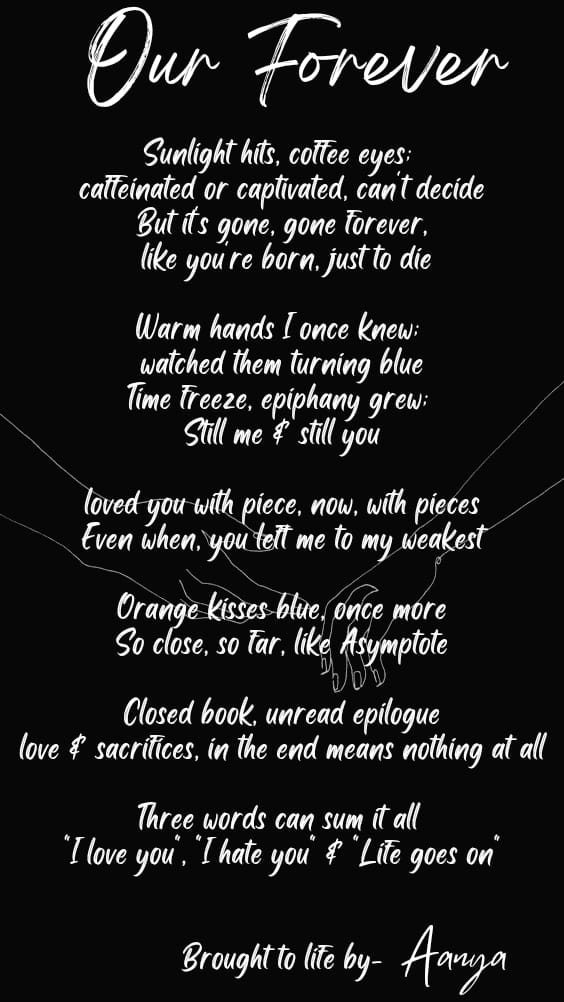 Our Forever
Sunlight hits, coffee eyes;
caffeinated or captivated, can't decide
But it's gone, gone forever,
like you're born, just to die
Warm hands I once knew;
watched them turning blue
Time freeze, epiphany grew;
Still me & still you
loved you with piece, now, with pieces
Even when, you left me to my weakest
Orange kisses blue, once more
So close, so far, like Asymptote
Closed book, unread epilogue
love & sacrifices, in the end means nothing at all
Three words can sum it all
"I love you", "I hate you" & "Life goes on"
Brought to life by- Aanya